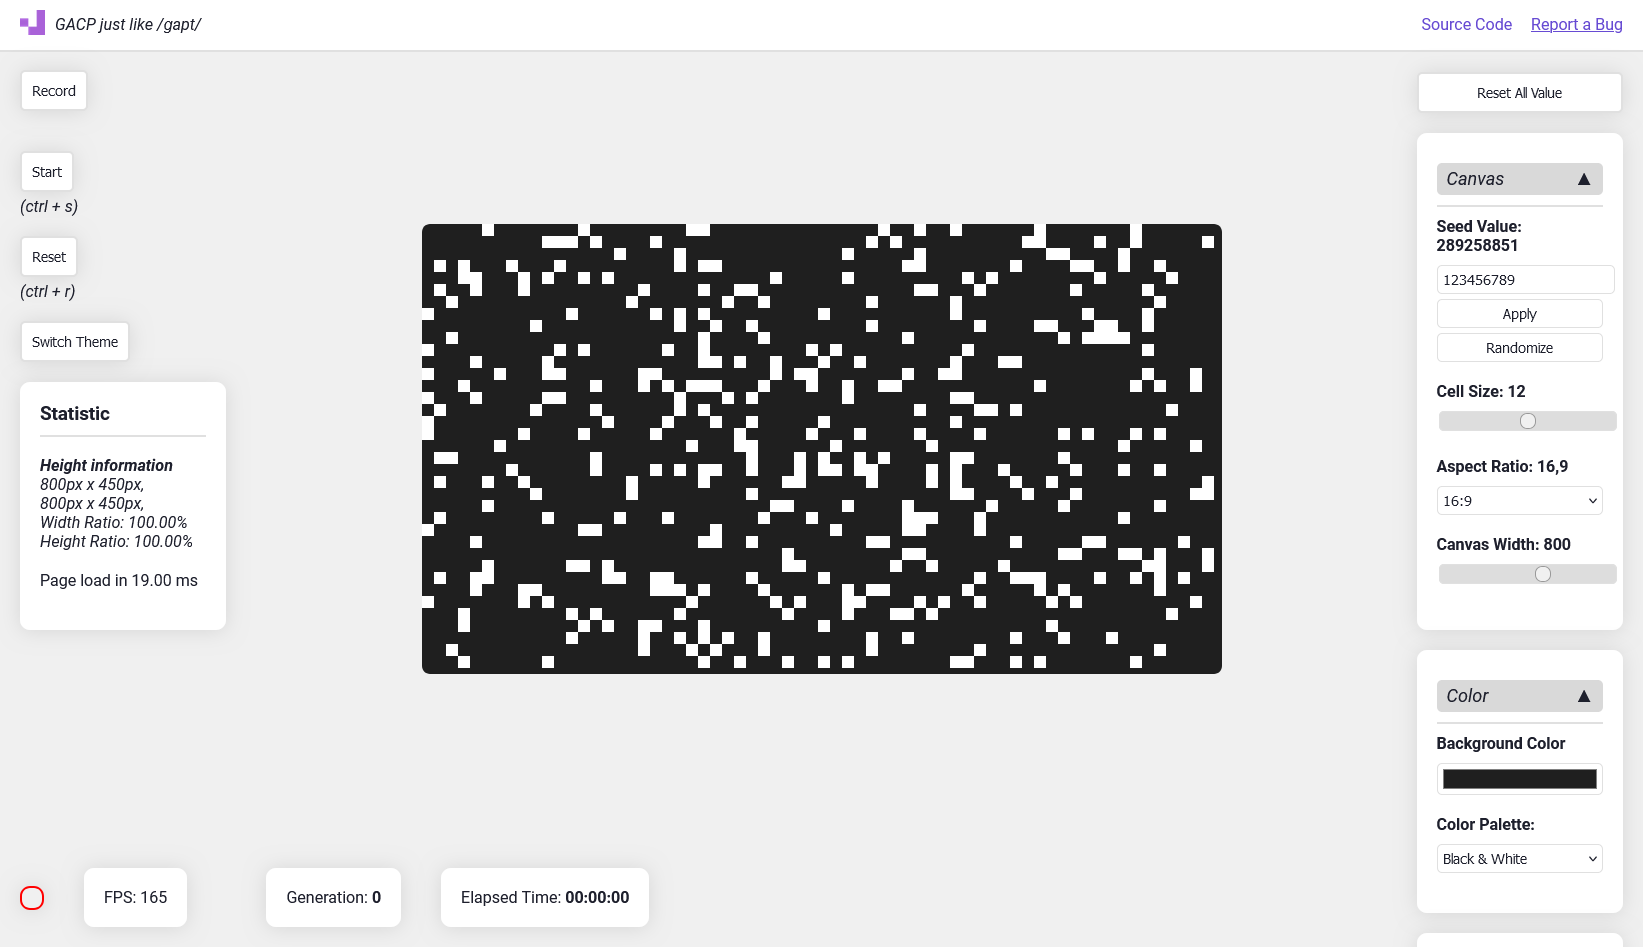 GACP just like /gapt/
Source Code
Report a Bug
Record
Start
(ctrl + s)
Reset
(ctrl + r)
Switch Theme
Statistic
Height information
800px x 450px,
800px x 450px,
Width Ratio: 100.00%
Height Ratio: 100.00%
Page load in 19.00 ms
FPS: 165
Generation: 0
Elapsed Time: 00:00:00
Reset All Value
Canvas ▲
Seed Value:
289258851
123456789
Apply
Randomize
Cell Size: 12
Aspect Ratio: 16,9
16:9
Canvas Width: 800
Color ▲
Background Color
Color Palette:
Black & White